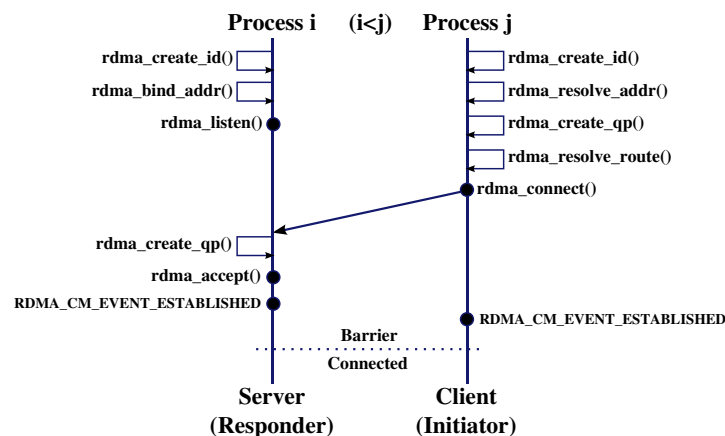 Process i (i<j) Process j
rdma_create_id() rdma_create_id()
rdma_bind_addr() rdma_resolve_addr()
rdma_listen() rdma_create_qp()
rdma_resolve_route()
rdma_connect()
rdma_create_qp()
rdma_accept()
RDMA_CM_EVENT_ESTABLISHED
RDMA_CM_EVENT_ESTABLISHED
Barrier
Connected
Server Client
(Responder) (Initiator)